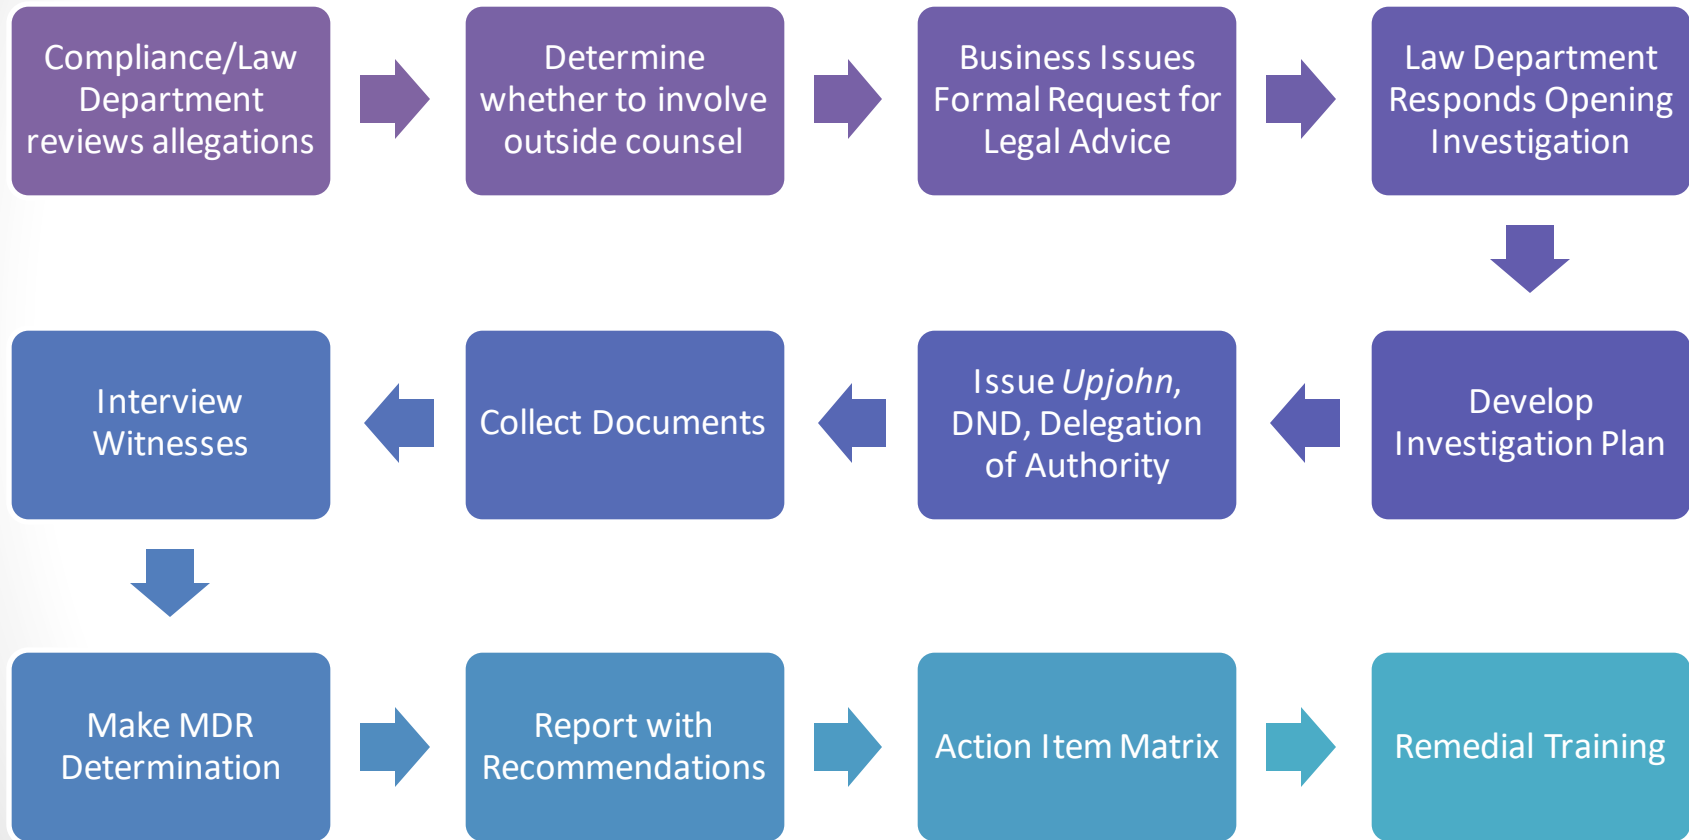 Compliance/Law
Department
reviews allegations
Determine
whether to involve
outside counsel
Business Issues
Formal Request for
Legal Advice
Law Department
Responds Opening
Investigation
Develop
Investigation Plan
Issue Upjohn,
DND, Delegation
of Authority
Collect Documents
Interview
Witnesses
Make MDR
Determination
Report with
Recommendations
Action Item Matrix
Remedial Training